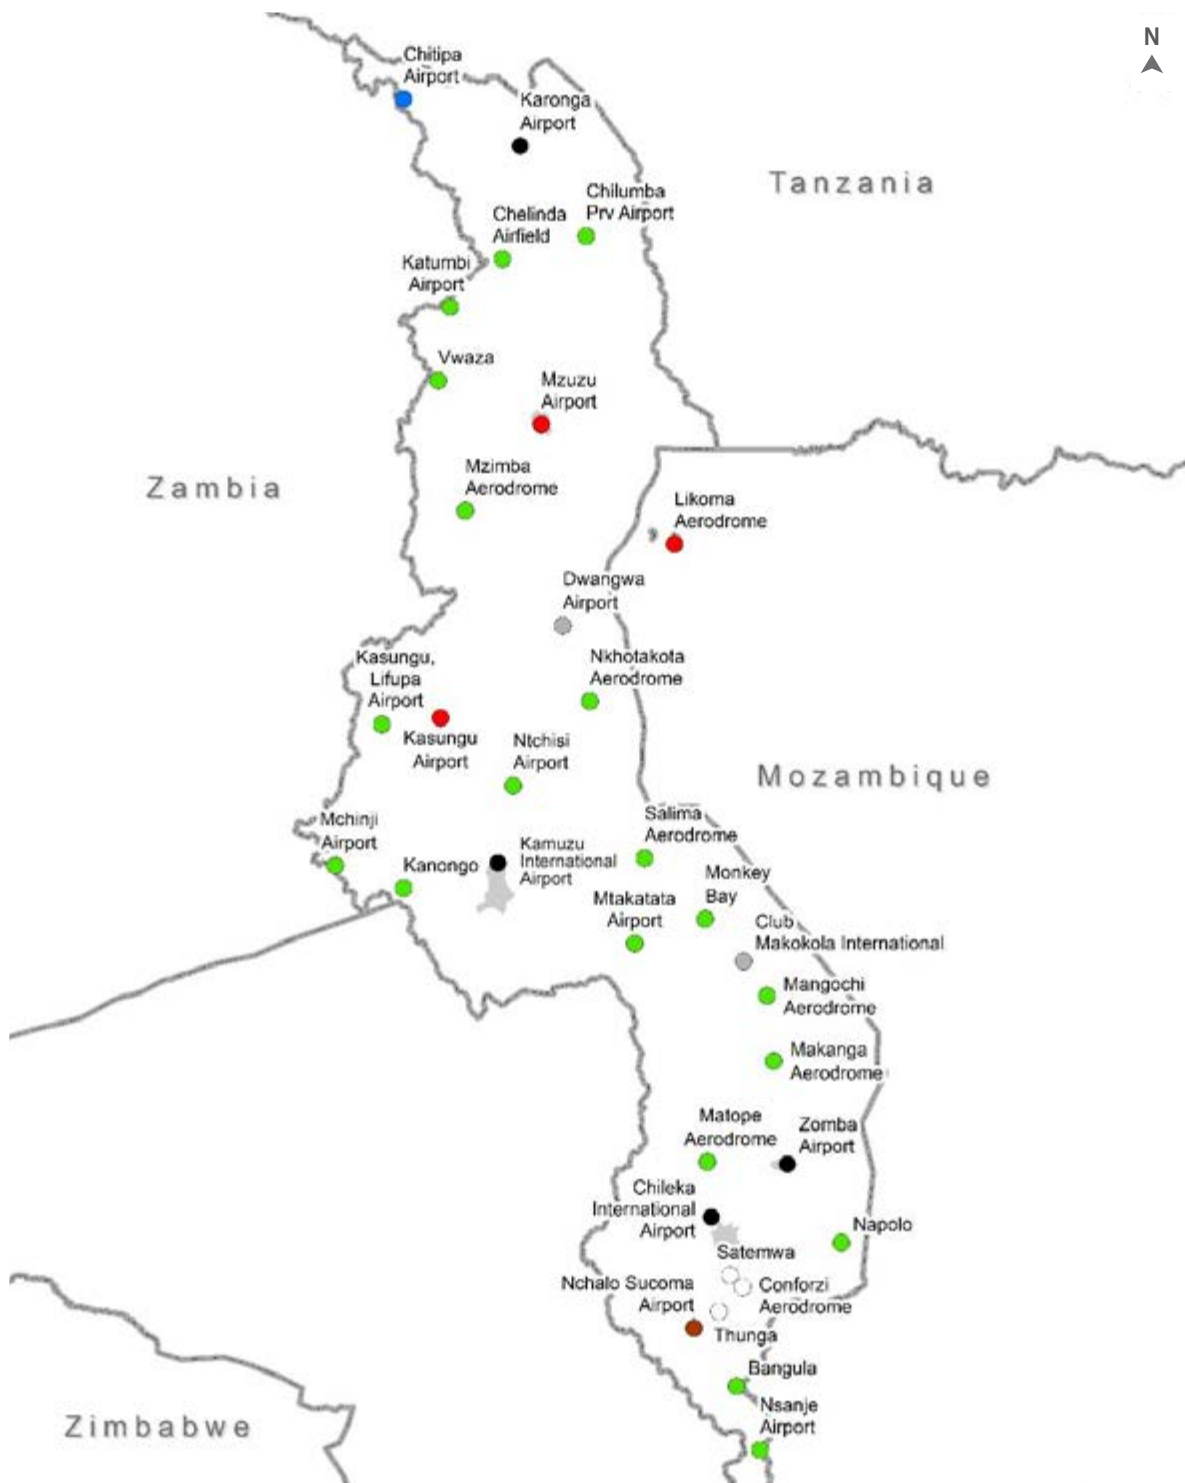 N
Chitipa
Airport
Karonga
Airport
Tanzania
Chilumba
Prv Airport
Chelinda
Airfield
Katumbi
Airport
Vwaza
Mzuzu
Airport
Mzimba
Aerodrome
Zambia
Likoma
Aerodrome
Dwangwa
Airport
Kasungu,
Lifupa
Airport
Nkhotakota
Aerodrome
Kasungu
Airport
Ntchisi
Airport
Mozambique
Mchinji
Airport
Salima
Aerodrome
Kanongo
Kamuzu
International
Airport
Monkey
Bay
Mtakatata
Airport
Club
Makokola International
Mangochi
Aerodrome
Makanga
Aerodrome
Matope
Aerodrome
Zomba
Airport
Chileka
International
Airport
Napolo
Satemwa
Nchalo Sucoma
Airport
Conforzi
Aerodrome
Thunga
Bangula
Nsanje
Airport
Zimbabwe